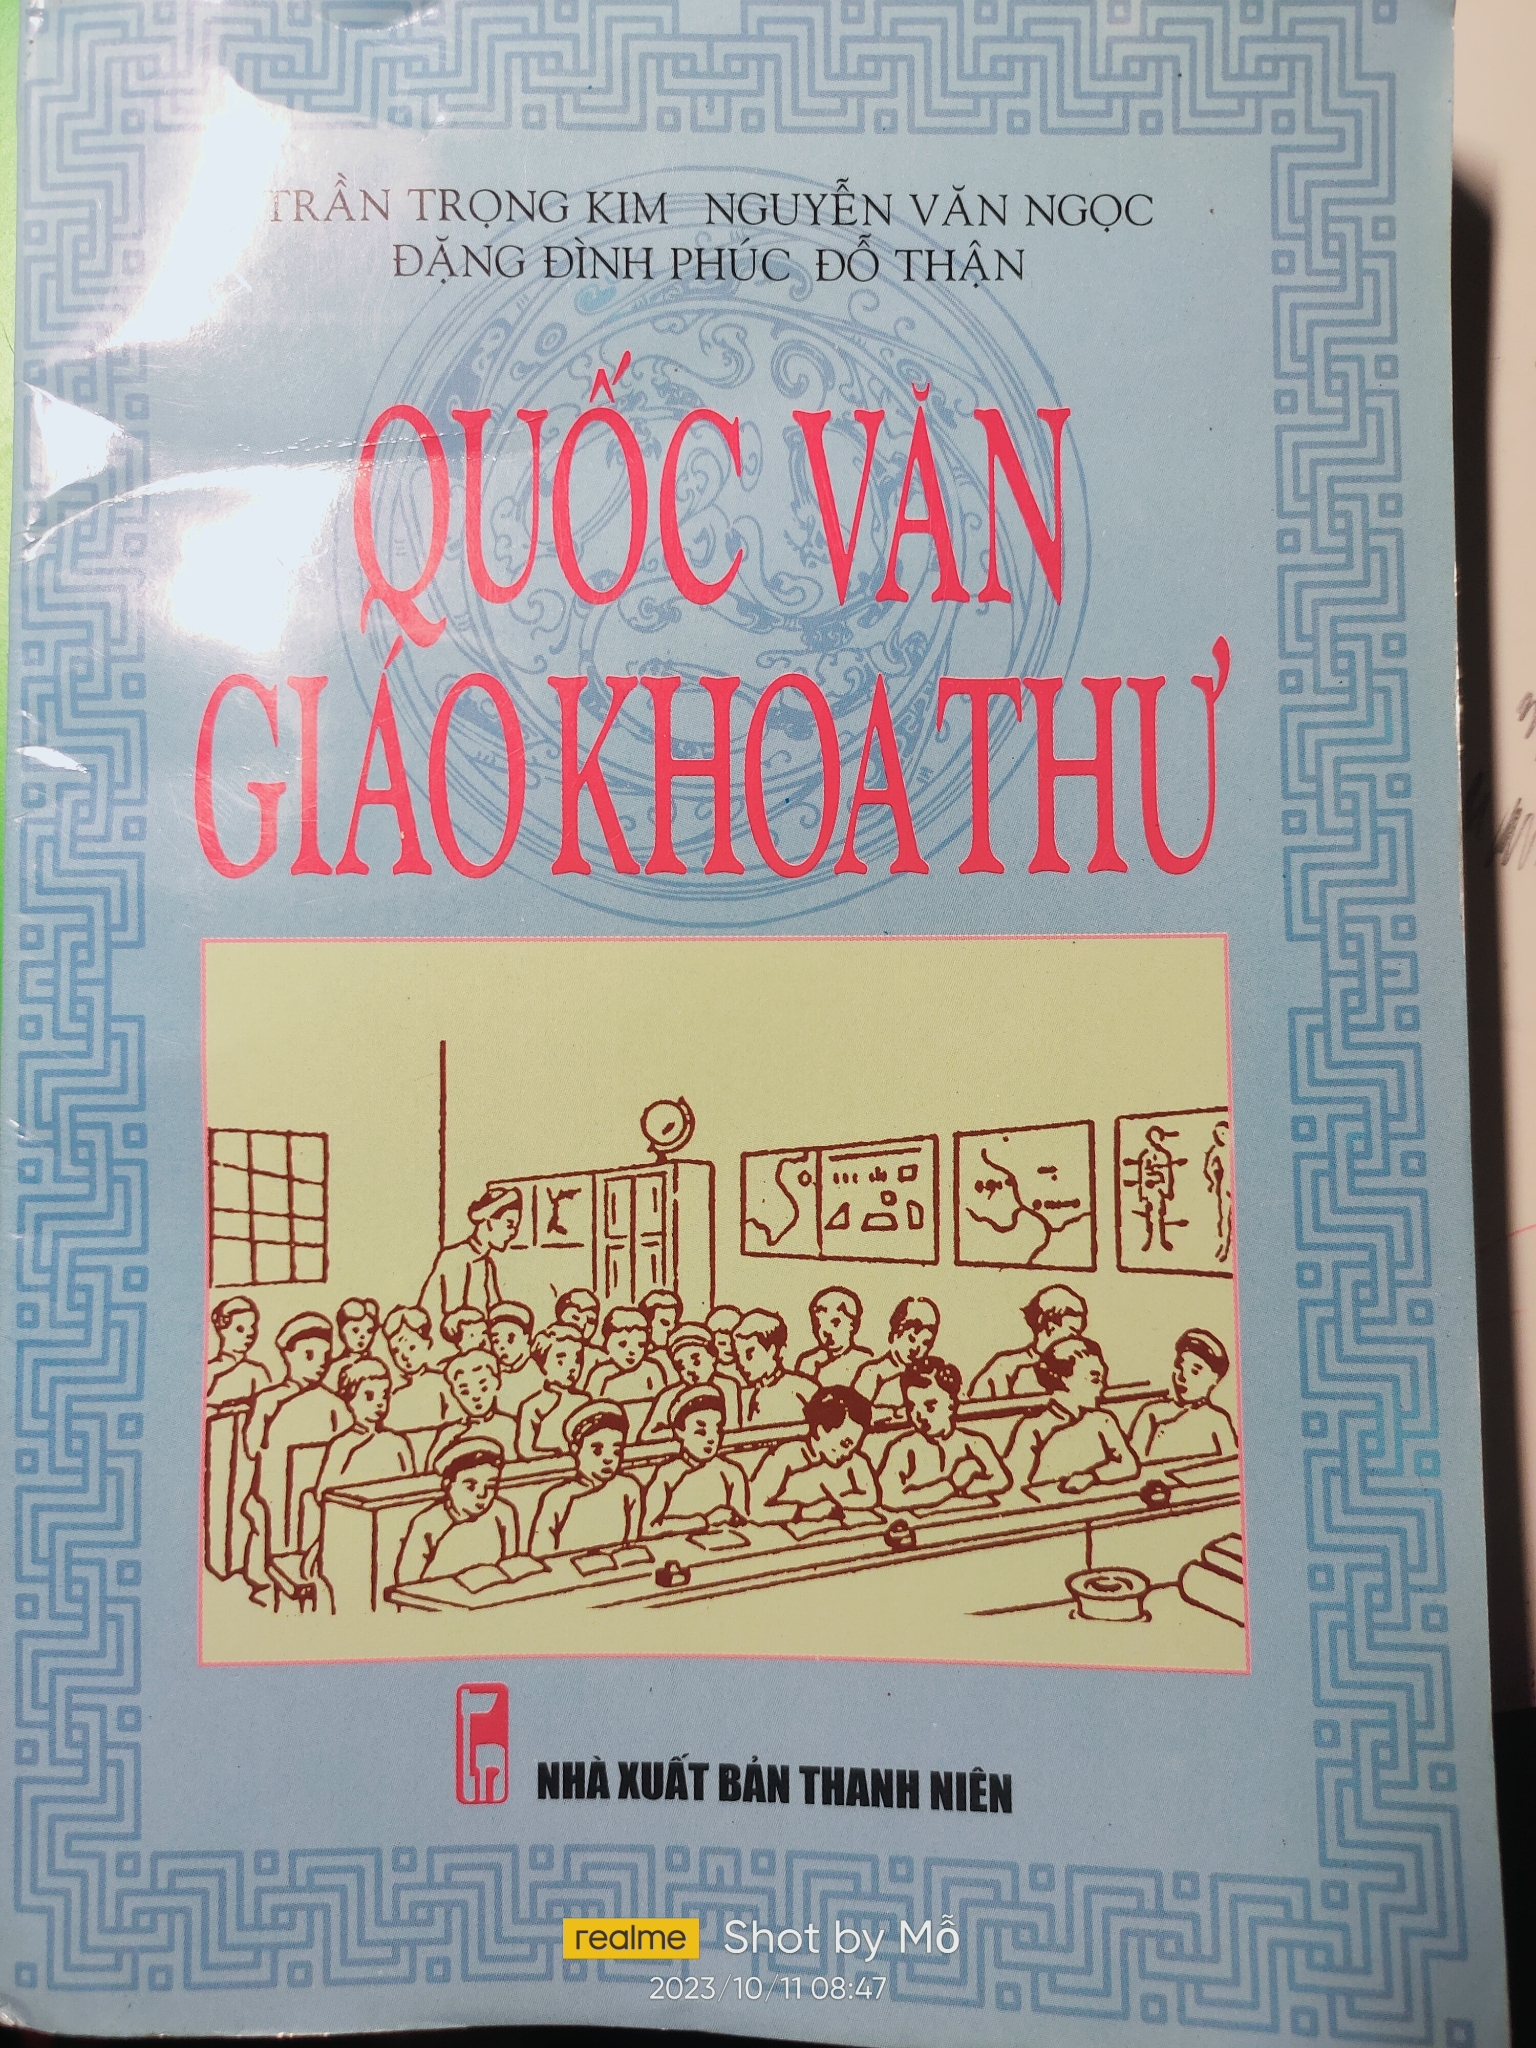 TRẦN TRỌNG KIM NGUYỄN VĂN NGỌC
ĐẶNG ĐÌNH PHÚC ĐỖ THẬN
QUỐC VĂN
GIÁO KHOA THƯ
NHÀ XUẤT BẢN THANH NIÊN
realme Shot by Mỗ
2023/10/11 08:47